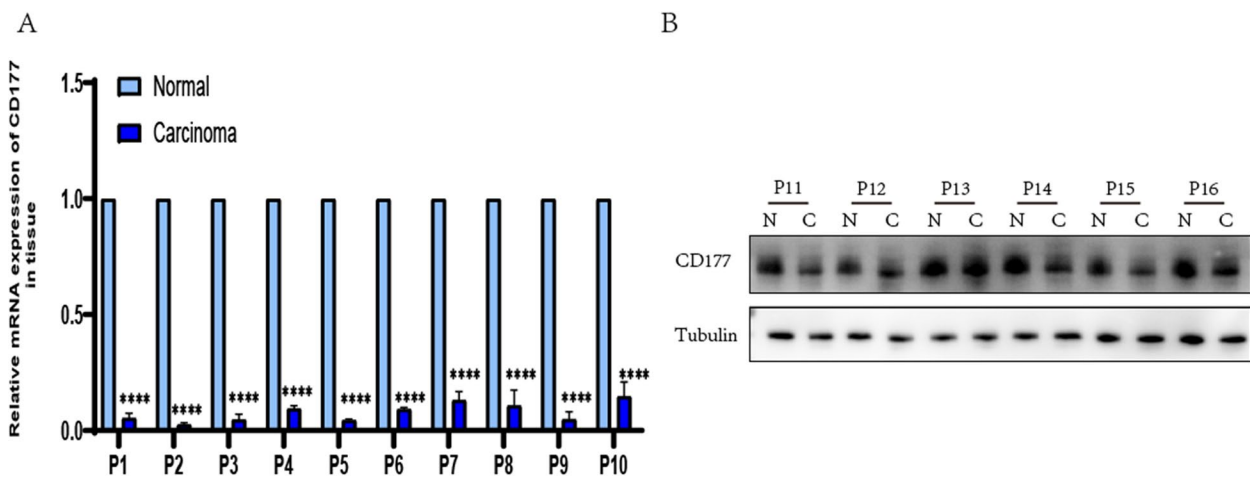 A
Relative mRNA expression of CD177
in tissue
1.5
1.0
0.5
0.0
Normal
Carcinoma
**** **** **** **** **** **** **** **** **** ****
P1 P2 P3 P4 P5 P6 P7 P8 P9 P10
B
P11 P12 P13 P14 P15 P16
N C N C N C N C N C N C
CD177
Tubulin